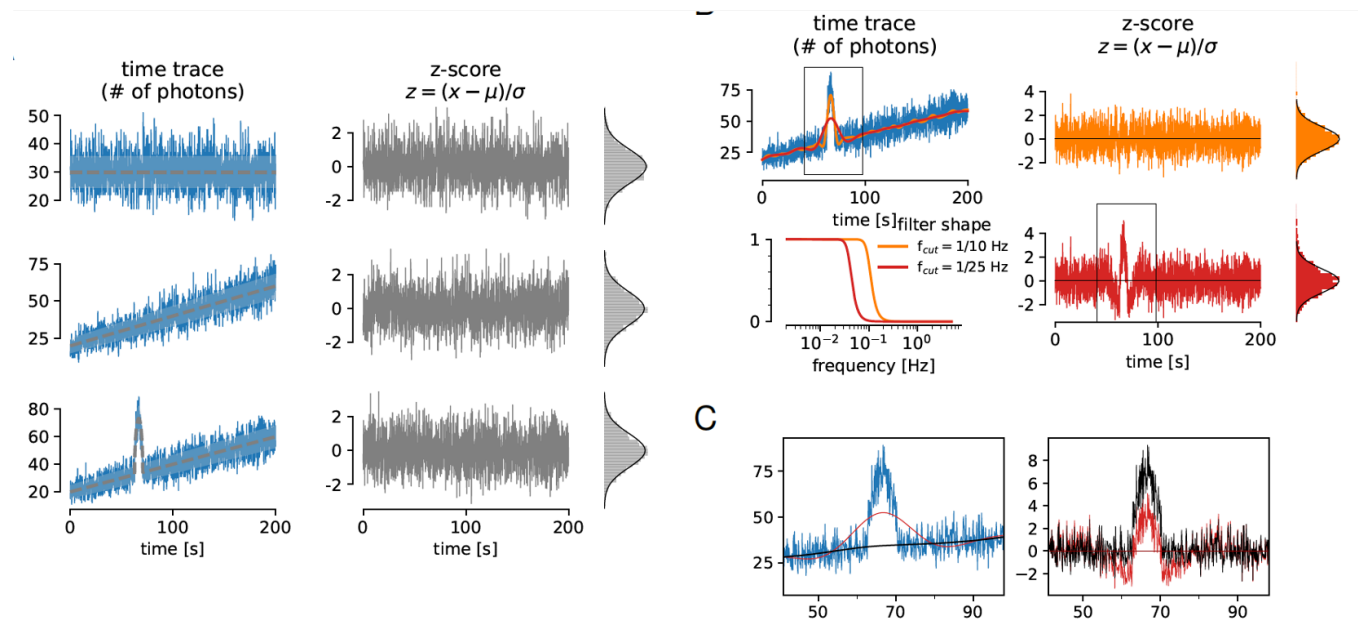 time trace
(# of photons)
z-score
z = (x − μ)/σ
50
40
30
20
2
0
-2
75
50
25
2
0
-2
80
60
40
20
2
0
-2
0 100 200
time [s]
0 100 200
time [s]
time trace
(# of photons)
z-score
z = (x − μ)/σ
75
50
25
0 100 200
time [s]
4
2
0
−2
filter shape
f_cut = 1/10 Hz
f_cut = 1/25 Hz
1
0
10⁻² 10⁻¹ 10⁰
frequency [Hz]
4
2
0
−2
0 100 200
time [s]
C
75
50
25
50 70 90
8
6
4
2
0
−2
50 70 90